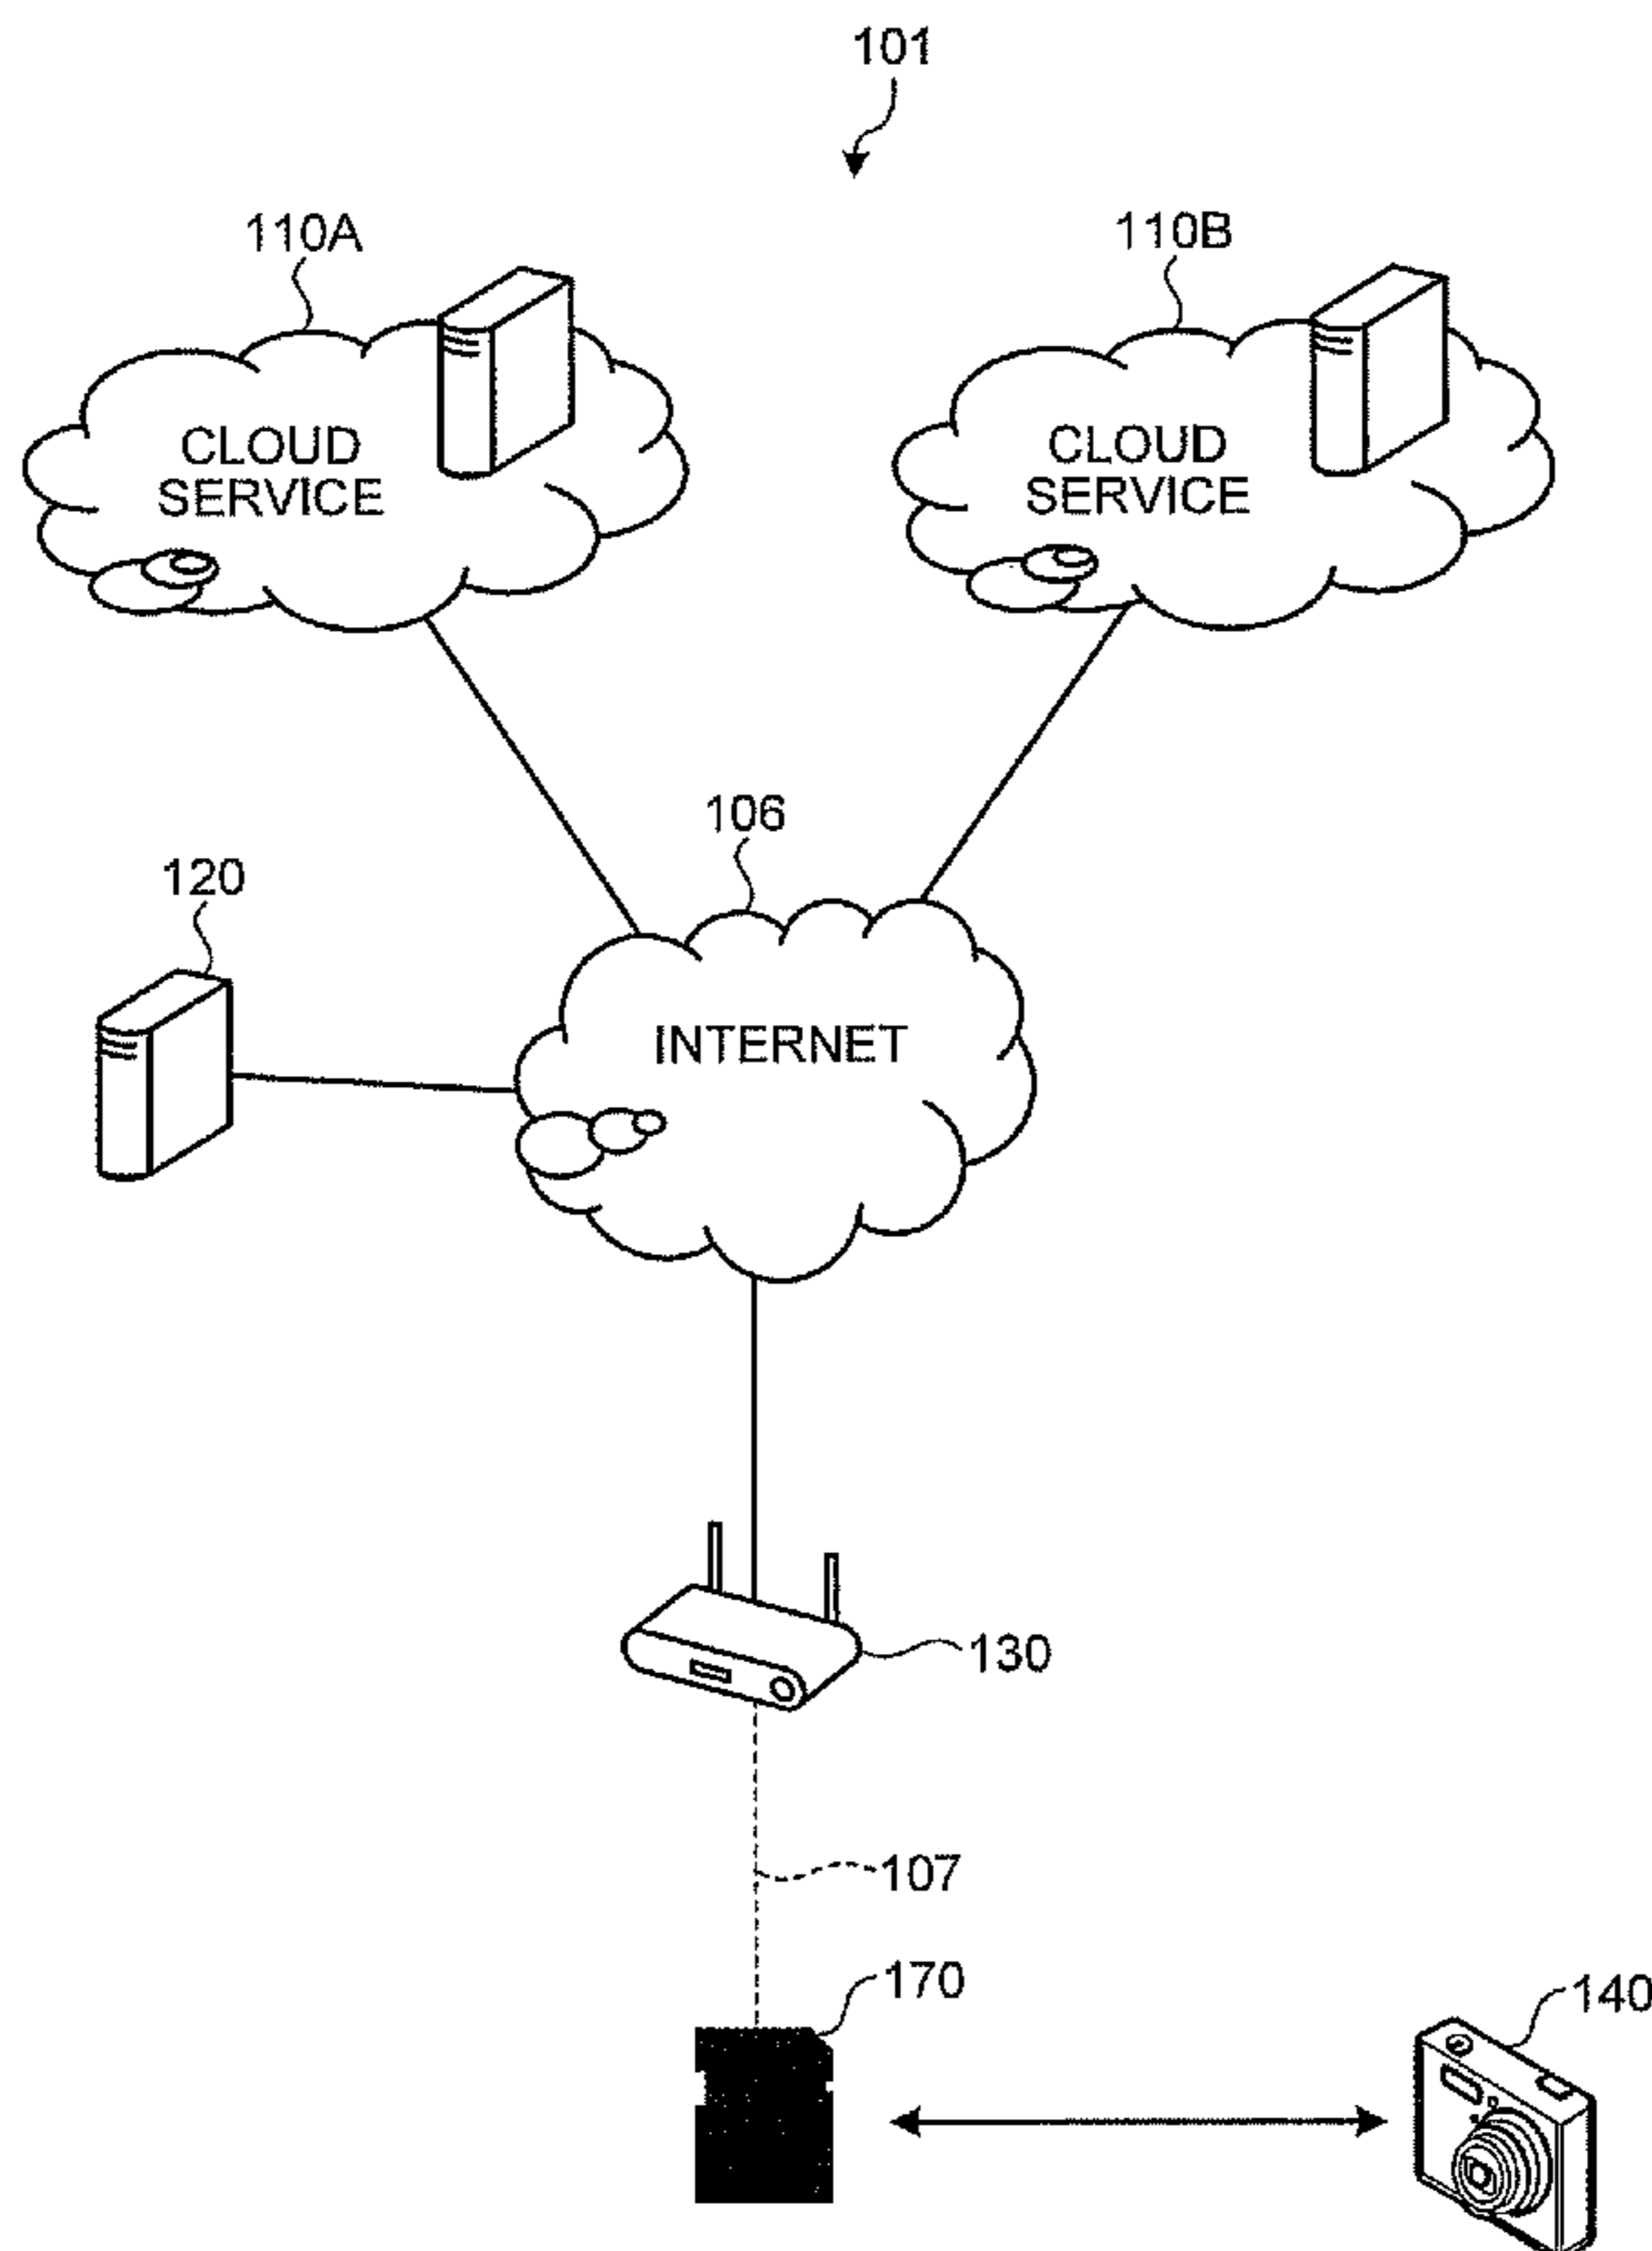 101
110A
110B
CLOUD
SERVICE
CLOUD
SERVICE
106
120
INTERNET
130
107
170
140